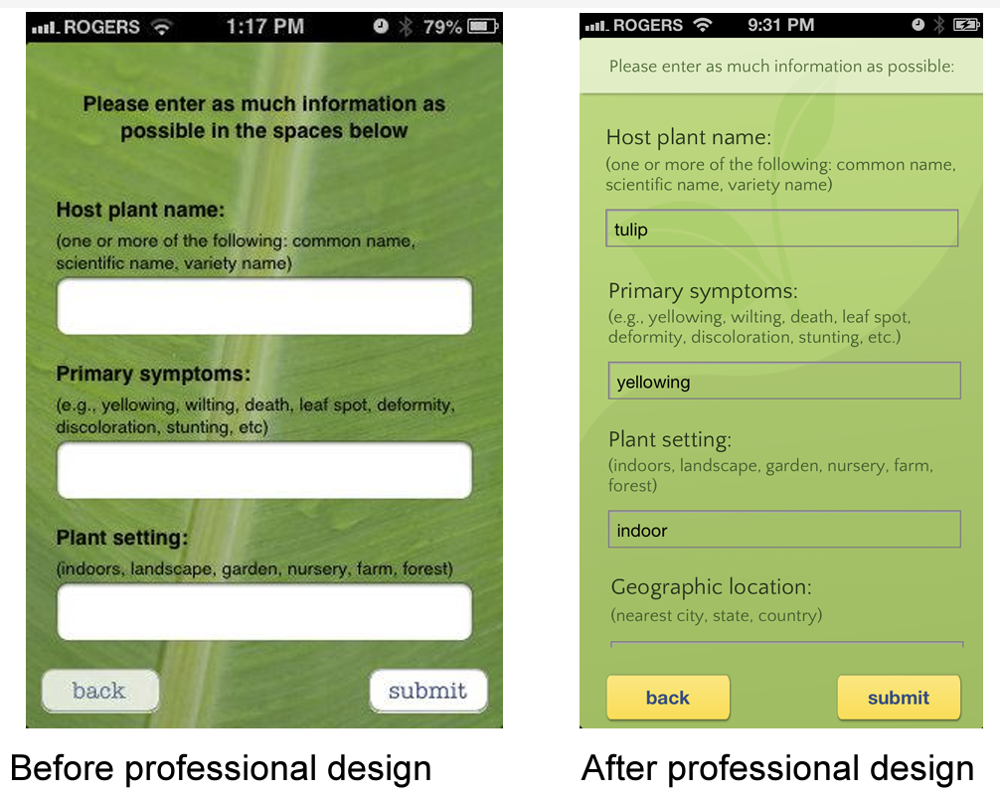 ROGERS 1:17 PM 79%
Please enter as much information as
possible in the spaces below
Host plant name:
(one or more of the following: common name,
scientific name, variety name)
Primary symptoms:
(e.g., yellowing, wilting, death, leaf spot, deformity,
discoloration, stunting, etc)
Plant setting:
(indoors, landscape, garden, nursery, farm, forest)
back submit
Before professional design
ROGERS 9:31 PM
Please enter as much information as possible:
Host plant name:
(one or more of the following: common name,
scientific name, variety name)
tulip
Primary symptoms:
(e.g., yellowing, wilting, death, leaf spot,
deformity, discoloration, stunting, etc.)
yellowing
Plant setting:
(indoors, landscape, garden, nursery, farm,
forest)
indoor
Geographic location:
(nearest city, state, country)
back submit
After professional design